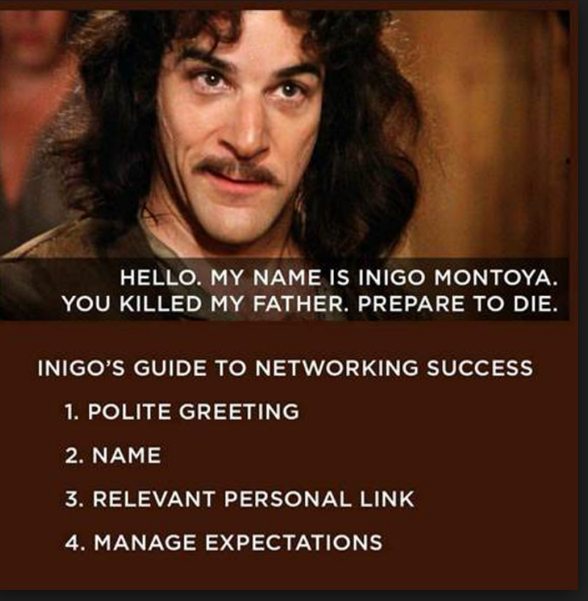 HELLO. MY NAME IS INIGO MONTOYA.
YOU KILLED MY FATHER. PREPARE TO DIE.
INIGO'S GUIDE TO NETWORKING SUCCESS
1. POLITE GREETING
2. NAME
3. RELEVANT PERSONAL LINK
4. MANAGE EXPECTATIONS